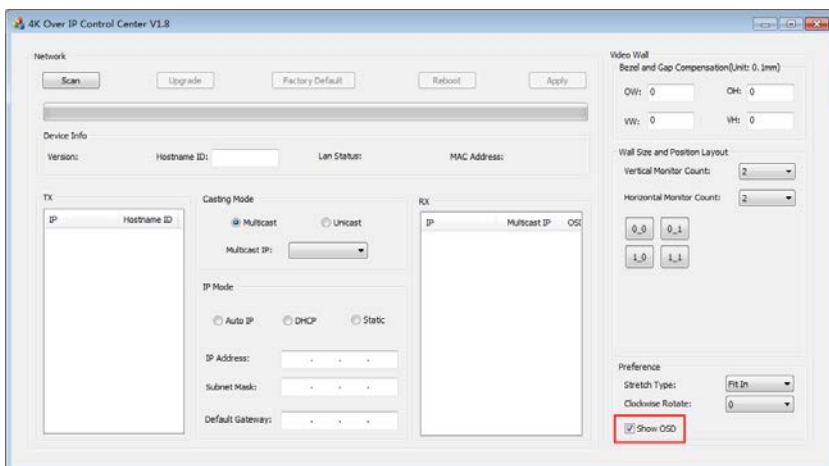 4K Over IP Control Center V1.8
Network
Scan Upgrade Factory Default Reboot Apply
Device Info
Version: Hostname ID: Lan Status: MAC Address:
TX
IP Hostname ID
Casting Mode
Multicast Unicast
Multicast IP:
IP Mode
Auto IP DHCP Static
IP Address:
Subnet Mask:
Default Gateway:
RX
IP Multicast IP OSD
Video Wall
Bezel and Gap Compensation(Unit: 0.1mm)
OW: 0 OH: 0
VW: 0 VH: 0
Wall Size and Position Layout
Vertical Monitor Count: 2
Horizontal Monitor Count: 2
0_0 0_1
1_0 1_1
Preference
Stretch Type: Fit In
Clockwise Rotate: 0
Show OSD